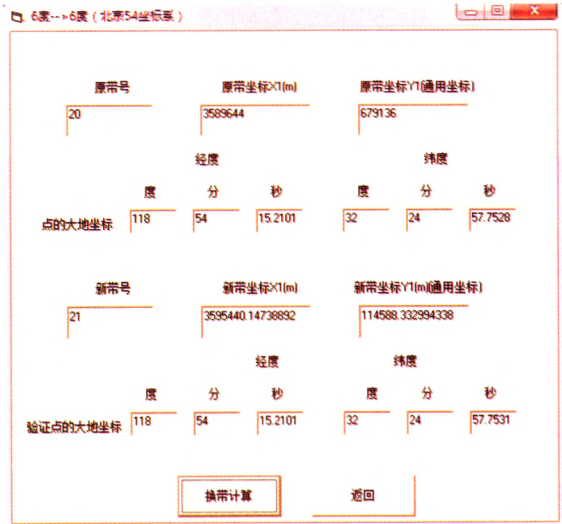 6度-->6度（北京54坐标系）
原带号 原带坐标X1(m) 原带坐标Y1(通用坐标)
20 3589644 679136
经度 纬度
度 分 秒 度 分 秒
点的大地坐标 118 54 15.2101 32 24 57.7528
新带号 新带坐标X1(m) 新带坐标Y1(m)(通用坐标)
21 3595440.14738892 114588.332994338
经度 纬度
度 分 秒 度 分 秒
验证点的大地坐标 118 54 15.2101 32 24 57.7531
换带计算 返回